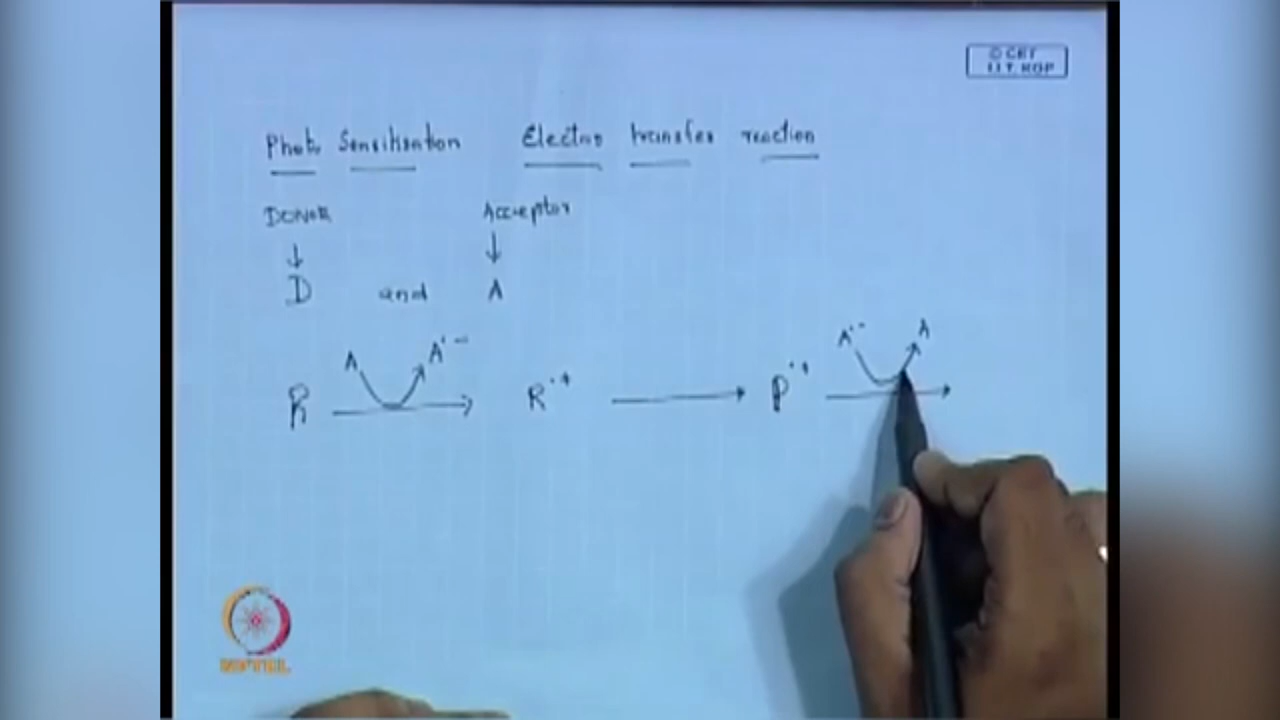 © CET
I.I.T. KGP
Photo Sensitisation Electron transfer reaction
DONOR Acceptor
↓ ↓
D and A
A A˙⁻ A˙⁻ A
R → R˙⁺ → P˙⁺ →
NPTEL